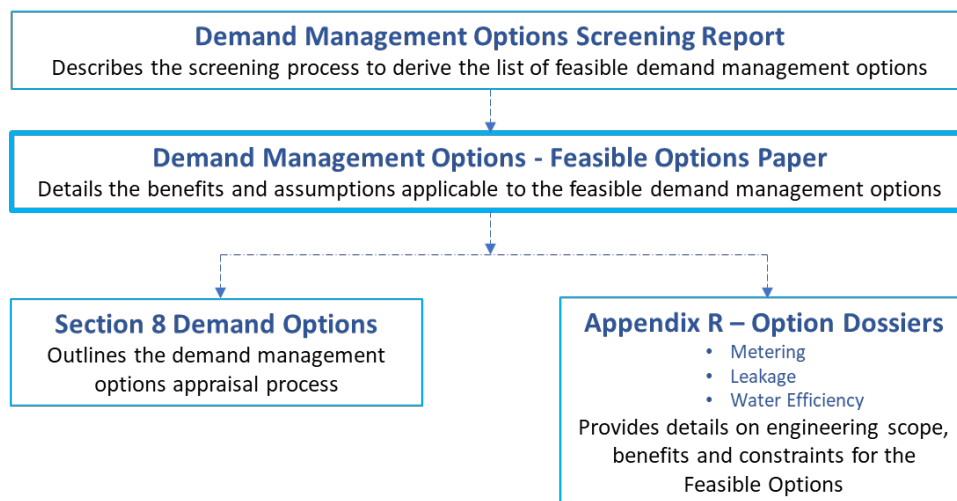 Demand Management Options Screening Report
Describes the screening process to derive the list of feasible demand management options
Demand Management Options - Feasible Options Paper
Details the benefits and assumptions applicable to the feasible demand management options
Section 8 Demand Options
Outlines the demand management
options appraisal process
Appendix R – Option Dossiers
• Metering
• Leakage
• Water Efficiency
Provides details on engineering scope,
benefits and constraints for the
Feasible Options